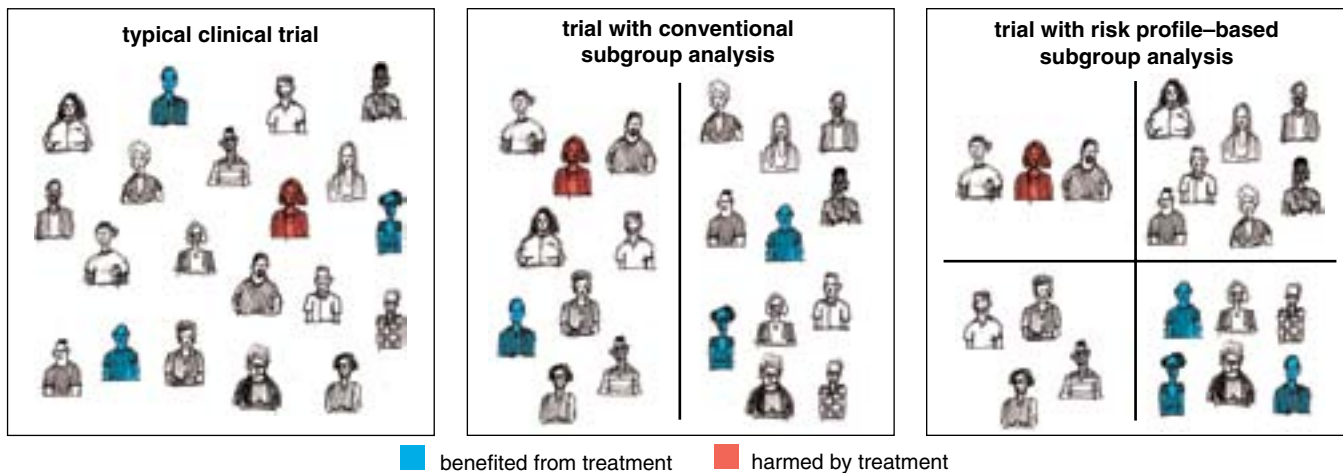 typical clinical trial
trial with conventional
subgroup analysis
trial with risk profile–based
subgroup analysis
benefited from treatment
harmed by treatment